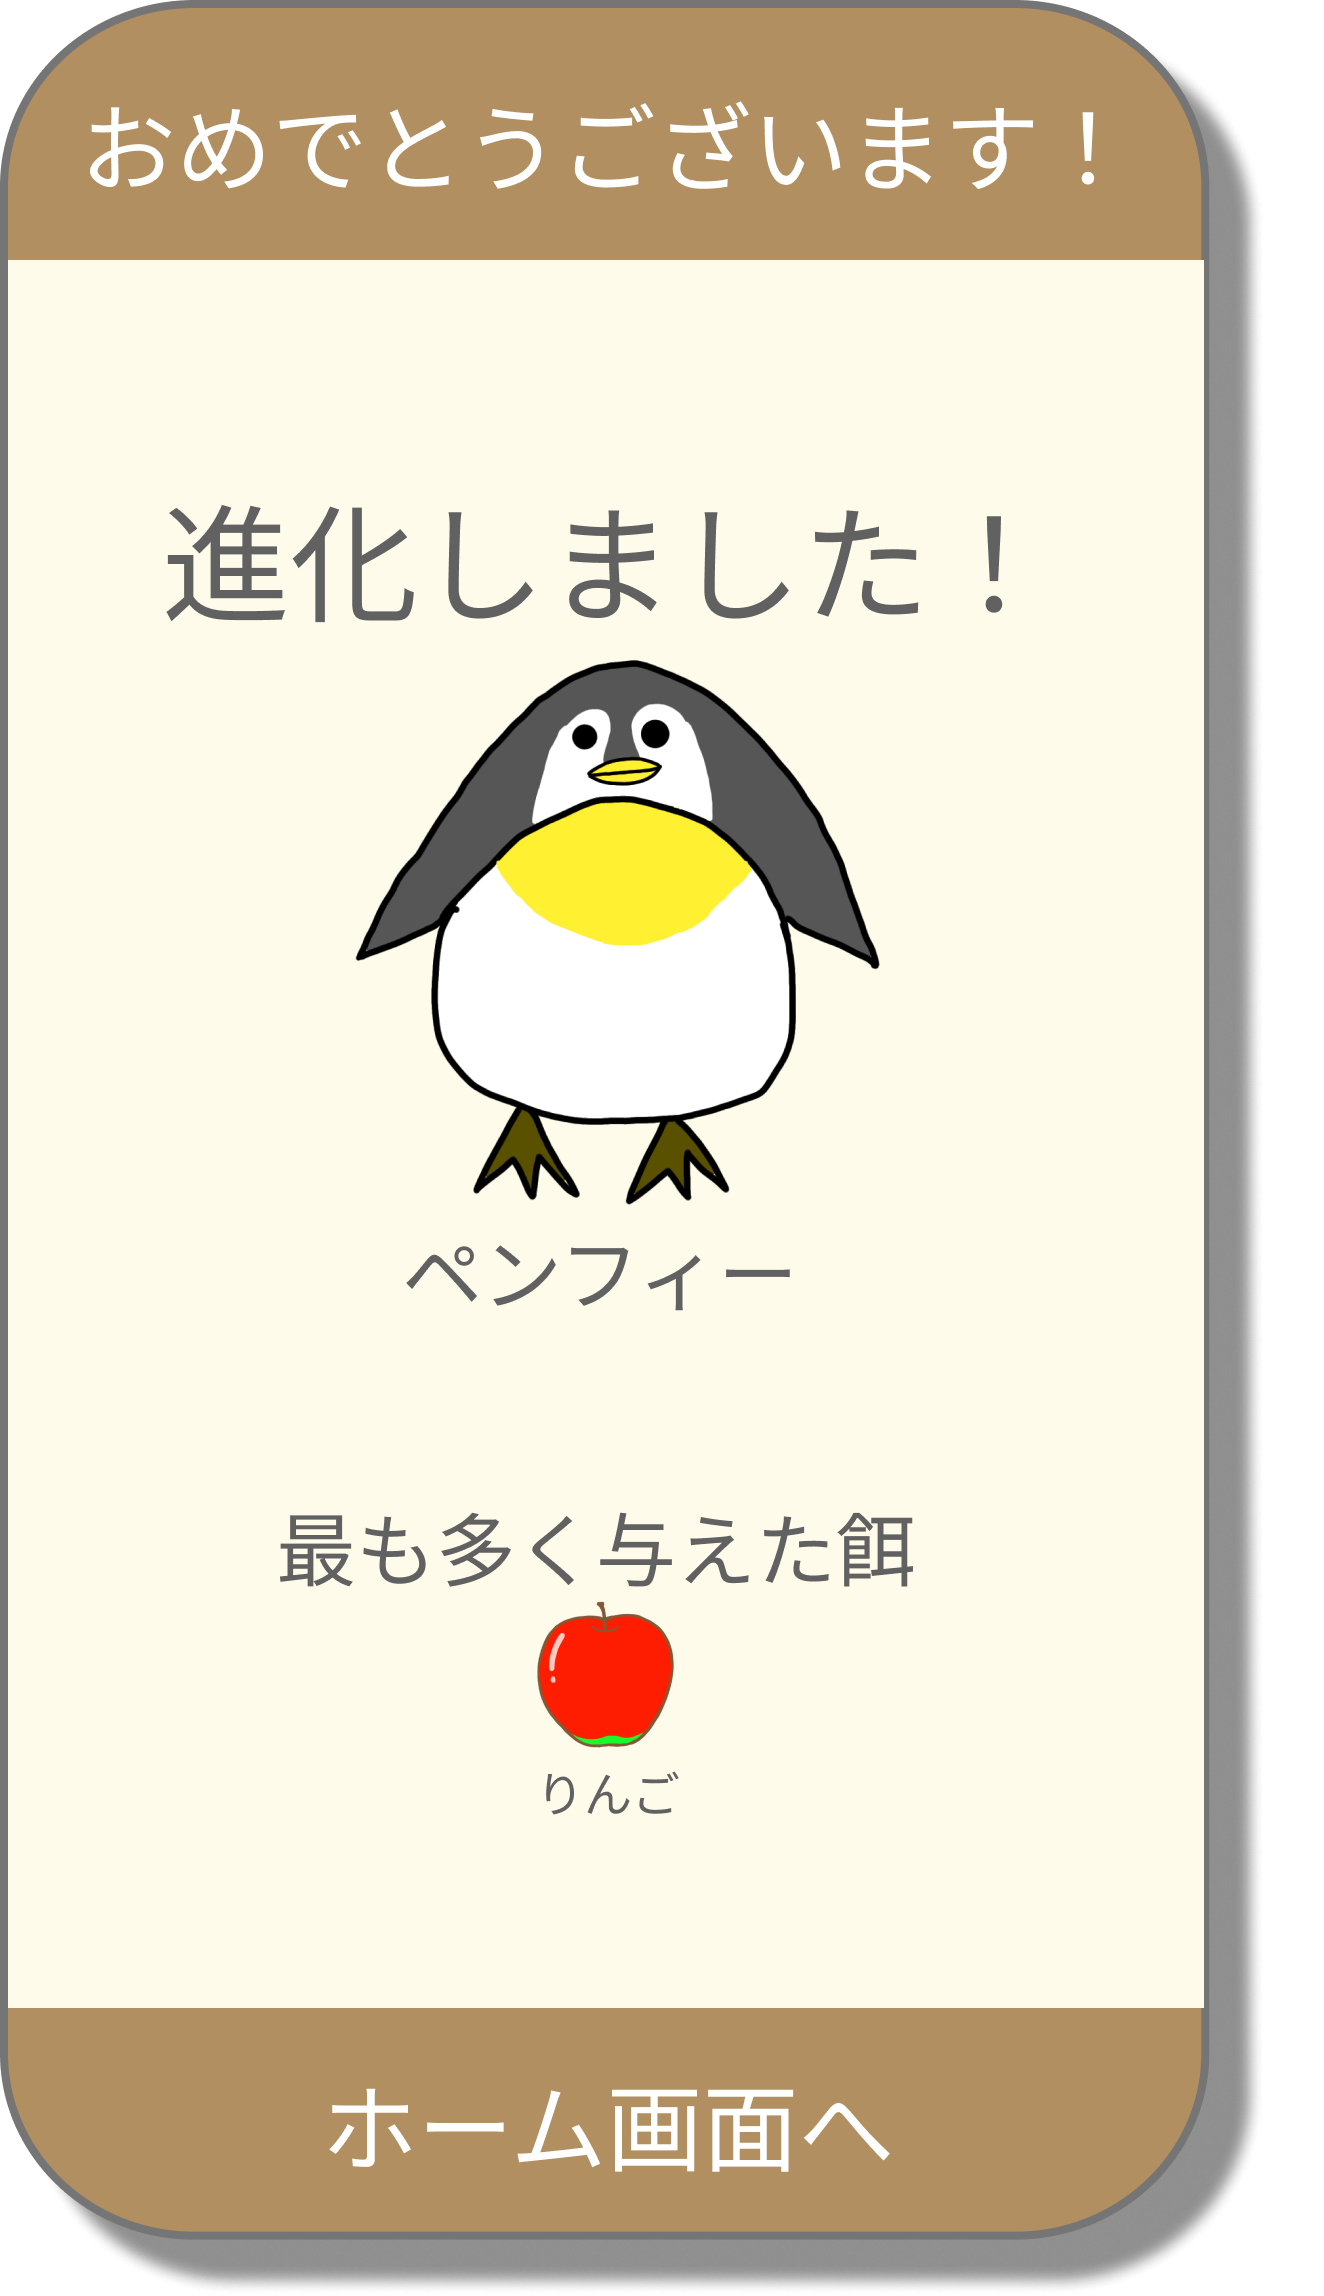 おめでとうございます！
進化しました！
ペンフィー
最も多く与えた餌
りんご
ホーム画面へ